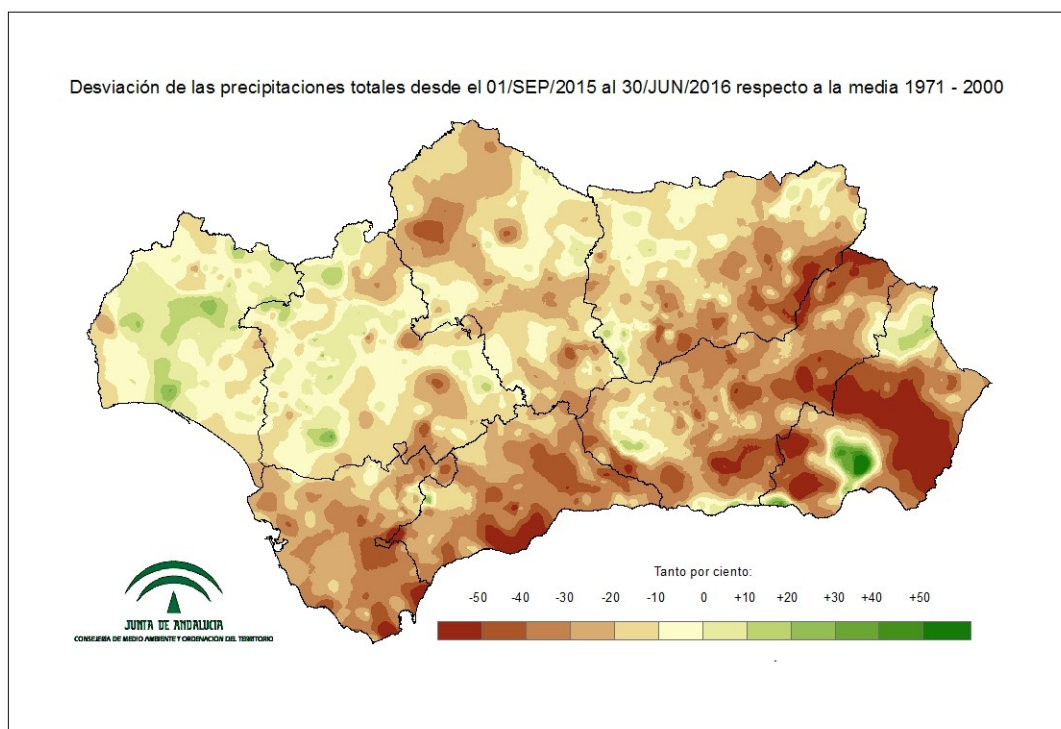 Desviación de las precipitaciones totales desde el 01/SEP/2015 al 30/JUN/2016 respecto a la media 1971 - 2000
Tanto por ciento:
-50 -40 -30 -20 -10 0 +10 +20 +30 +40 +50
JUNTA DE ANDALUCIA
CONSEJERÍA DE MEDIO AMBIENTE Y ORDENACIÓN DEL TERRITORIO